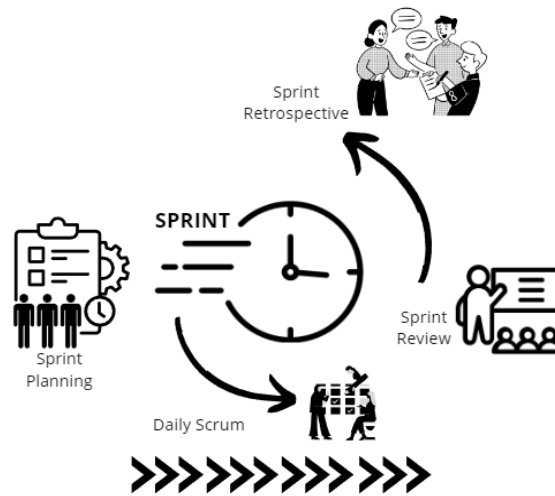 Sprint
Retrospective
SPRINT
Sprint
Planning
Sprint
Review
Daily Scrum